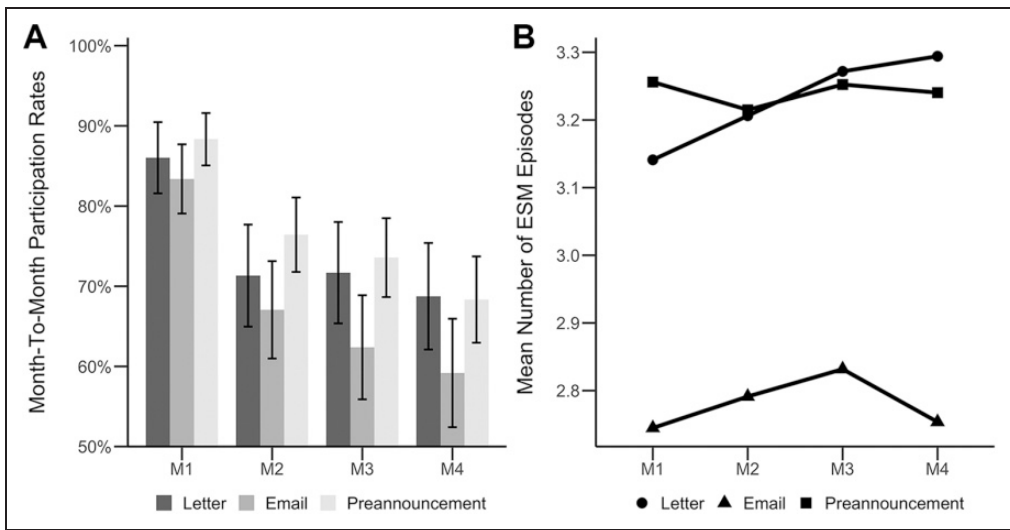 A
Month-To-Month Participation Rates
100%
90%
80%
70%
60%
50%
M1 M2 M3 M4
Letter Email Preannouncement
B
Mean Number of ESM Episodes
3.3
3.2
3.1
3.0
2.9
2.8
M1 M2 M3 M4
Letter Email Preannouncement